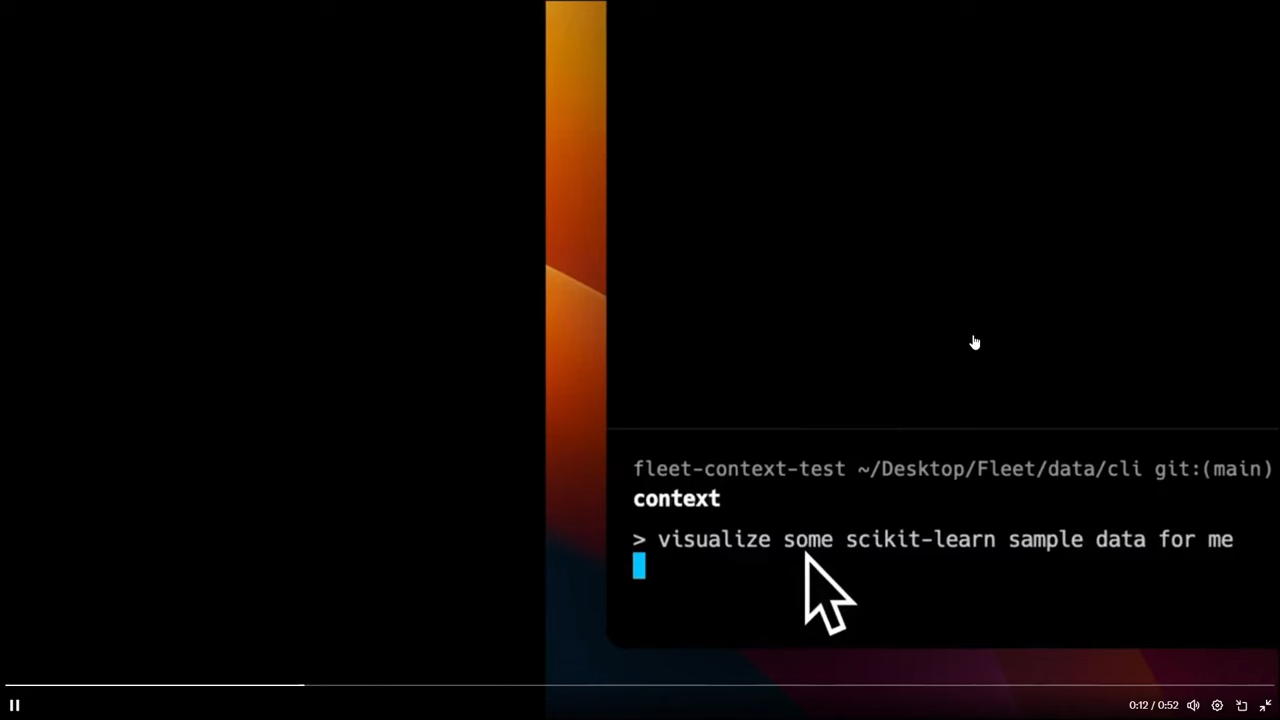 fleet-context-test ~/Desktop/Fleet/data/cli git:(main)
context
> visualize some scikit-learn sample data for me
0:12 / 0:52